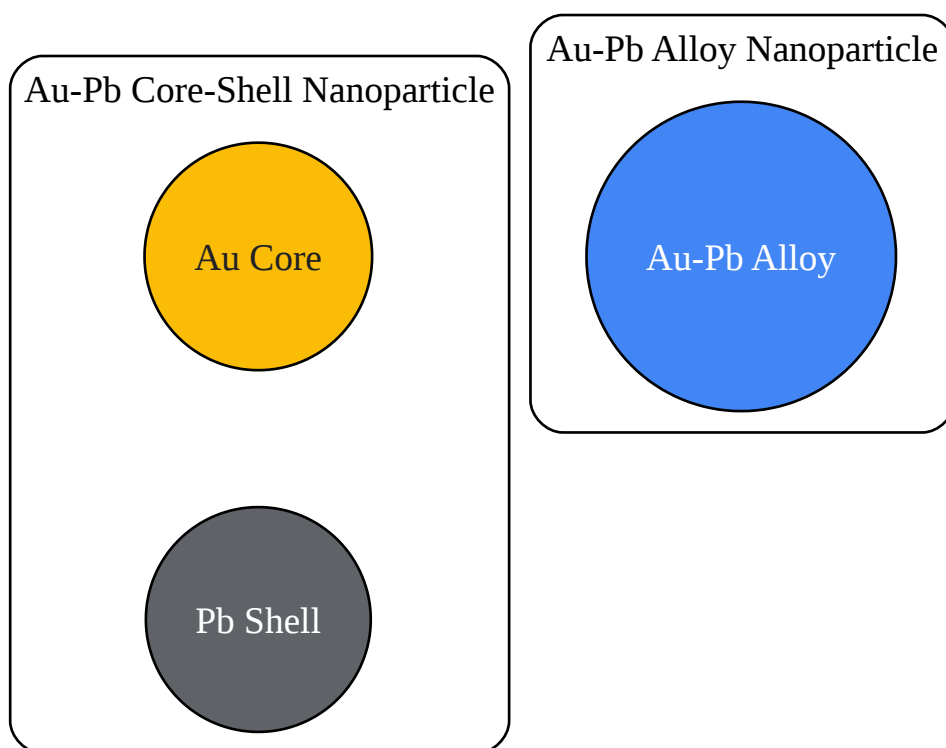 Au-Pb Core-Shell Nanoparticle
Au Core
Pb Shell
Au-Pb Alloy Nanoparticle
Au-Pb Alloy